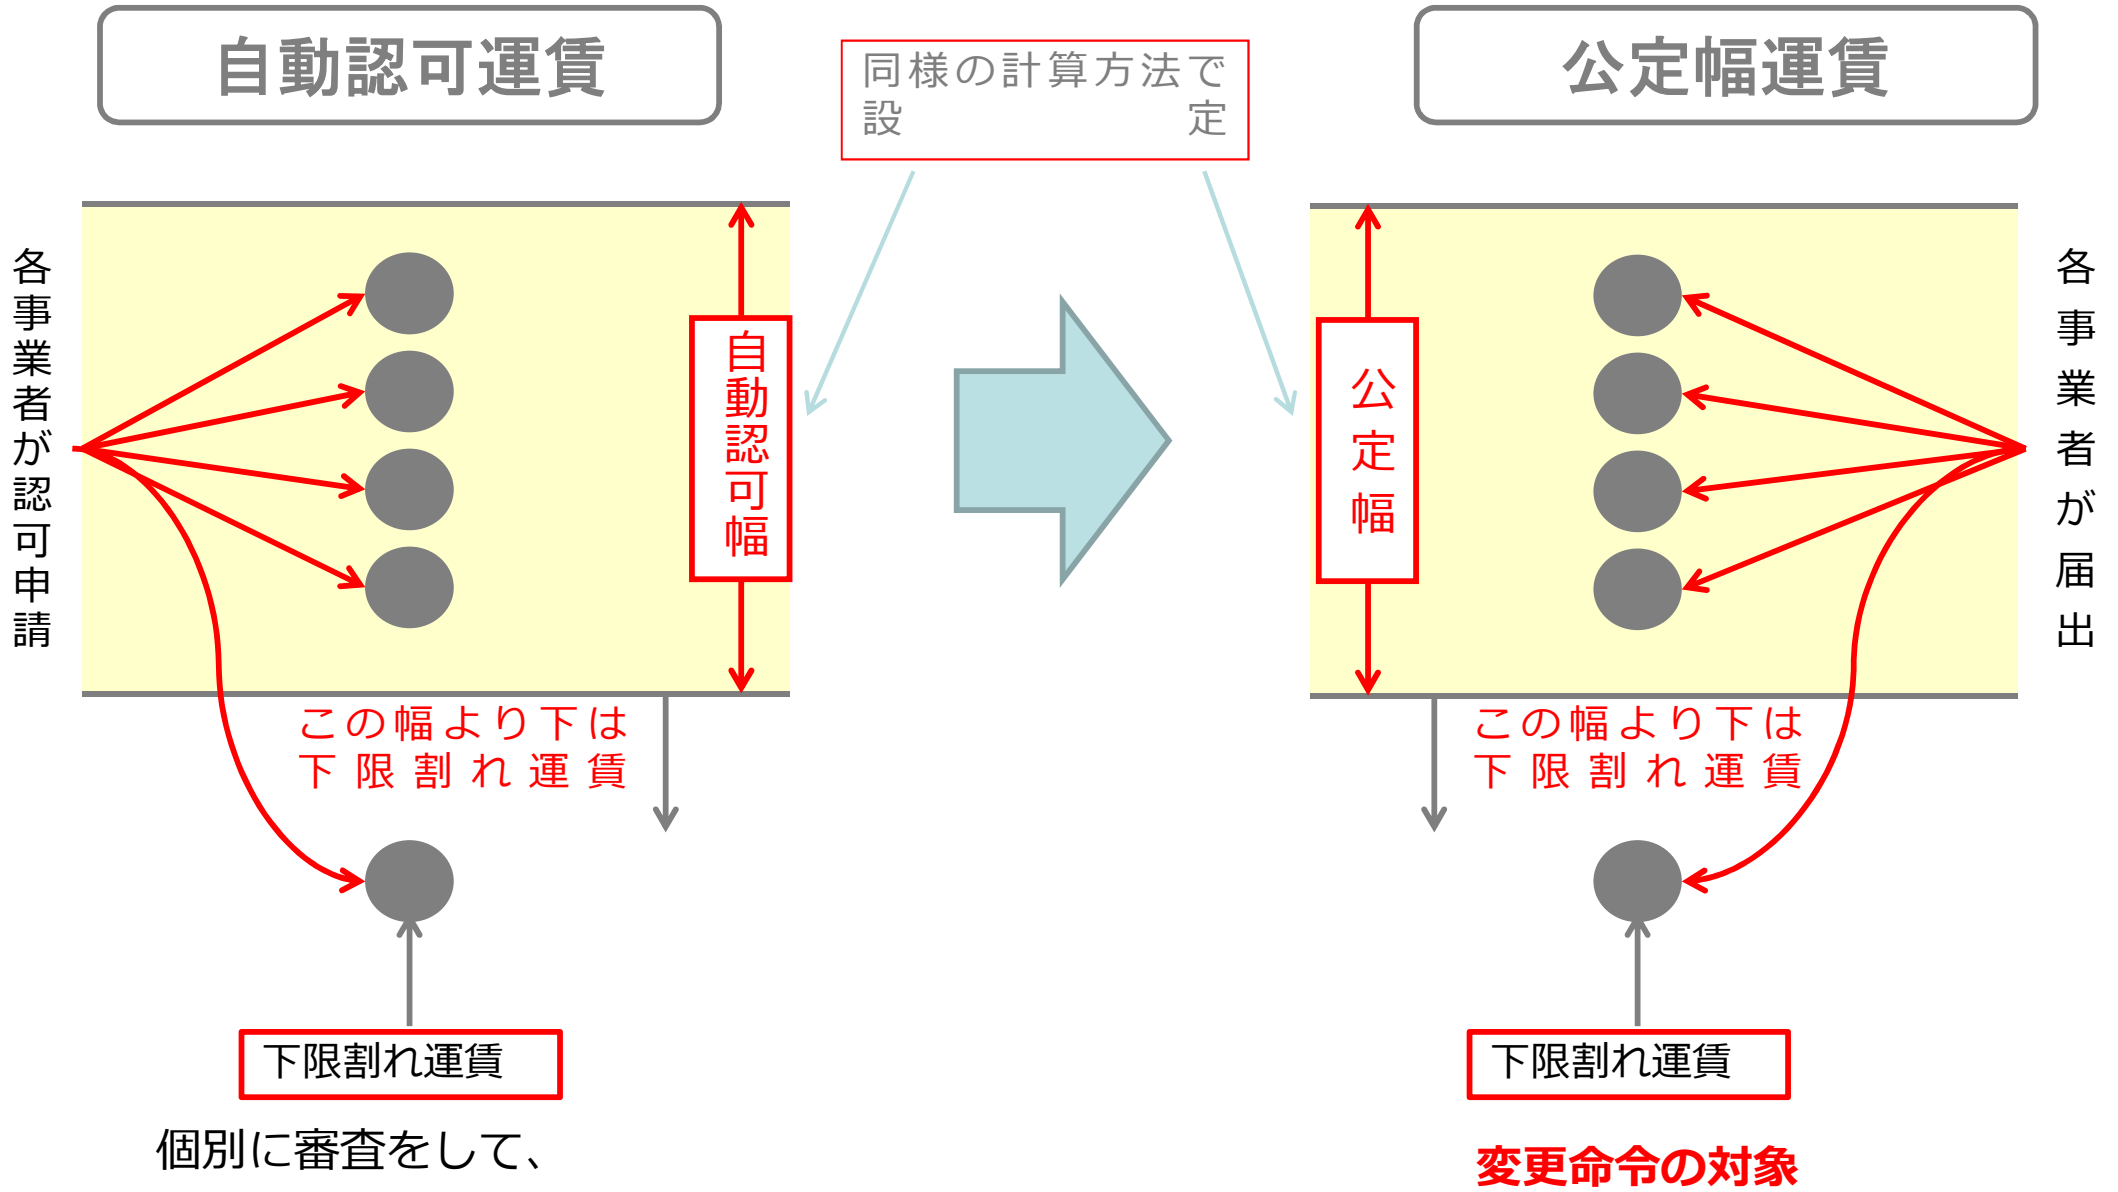 自動認可運賃
同様の計算方法で
設定
公定幅運賃
各事業者が認可申請
自動認可幅
公定幅
各事業者が届出
この幅より下は
下限割れ運賃
この幅より下は
下限割れ運賃
下限割れ運賃
下限割れ運賃
個別に審査をして、
変更命令の対象